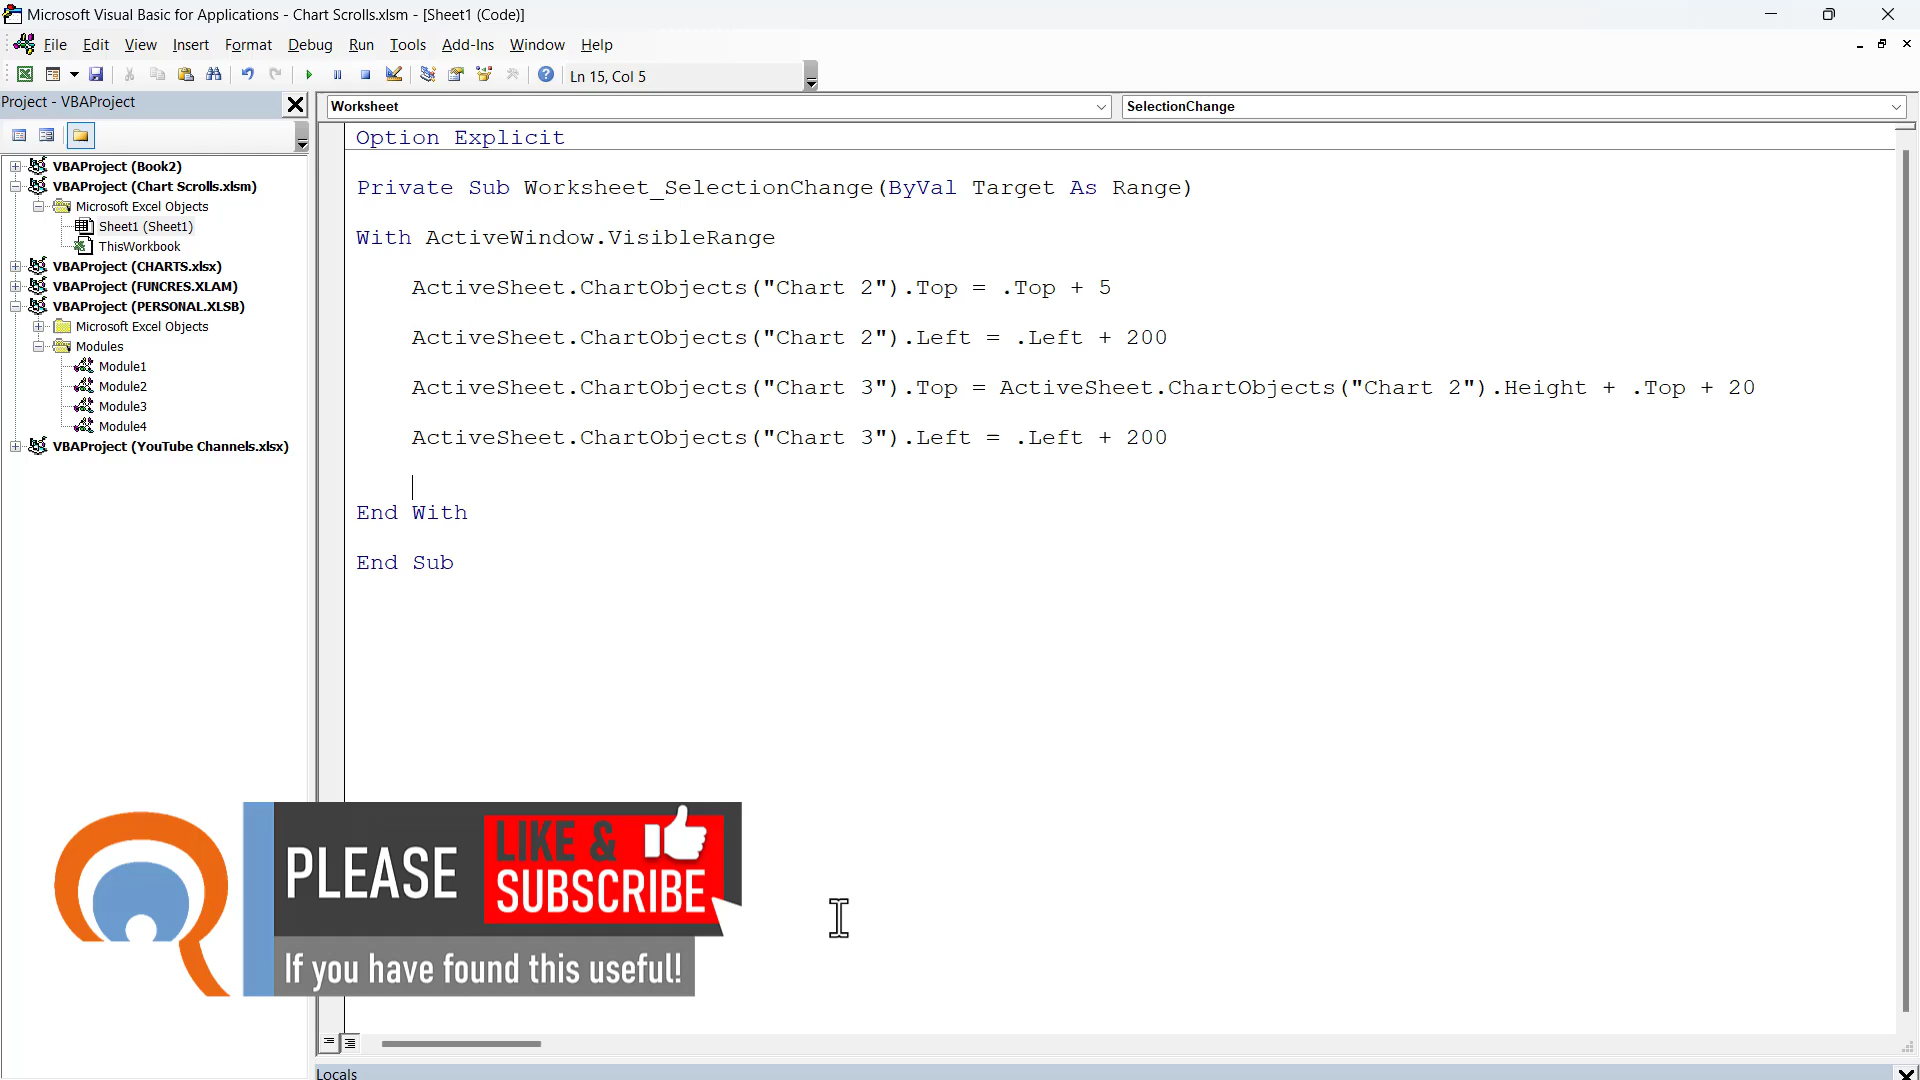 Microsoft Visual Basic for Applications - Chart Scrolls.xlsm - [Sheet1 (Code)]
File Edit View Insert Format Debug Run Tools Add-Ins Window Help
Ln 15, Col 5
Project - VBAProject
Worksheet
SelectionChange
VBAProject (Book2)
VBAProject (Chart Scrolls.xlsm)
Microsoft Excel Objects
Sheet1 (Sheet1)
ThisWorkbook
VBAProject (CHARTS.xlsx)
VBAProject (FUNCRES.XLAM)
VBAProject (PERSONAL.XLSB)
Microsoft Excel Objects
Modules
Module1
Module2
Module3
Module4
VBAProject (YouTube Channels.xlsx)
Option Explicit
Private Sub Worksheet_SelectionChange(ByVal Target As Range)
With ActiveWindow.VisibleRange
ActiveSheet.ChartObjects("Chart 2").Top = .Top + 5
ActiveSheet.ChartObjects("Chart 2").Left = .Left + 200
ActiveSheet.ChartObjects("Chart 3").Top = ActiveSheet.ChartObjects("Chart 2").Height + .Top + 20
ActiveSheet.ChartObjects("Chart 3").Left = .Left + 200
End With
End Sub
PLEASE
LIKE &
SUBSCRIBE
If you have found this useful!
Locals